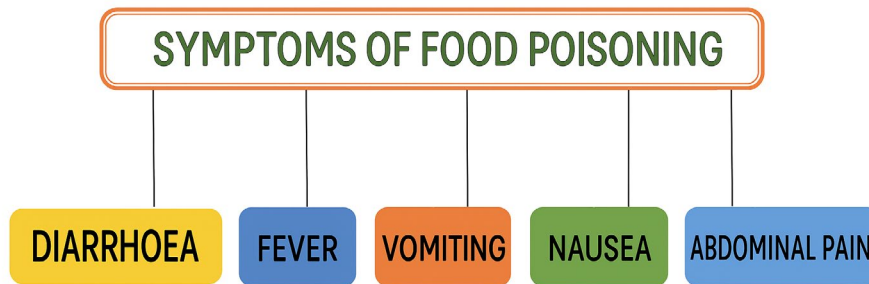 SYMPTOMS OF FOOD POISONING
DIARRHOEA
FEVER
VOMITING
NAUSEA
ABDOMINAL PAIN